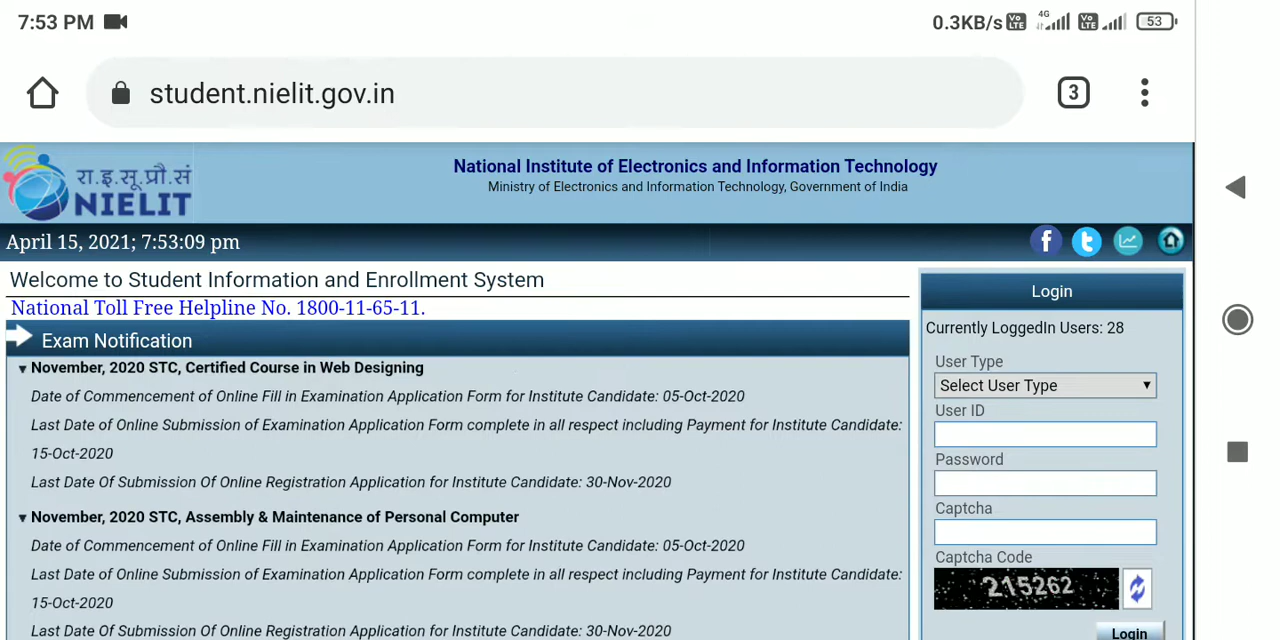 7:53 PM 0.3KB/s Vo LTE 4G Vo LTE 53
student.nielit.gov.in 3
रा.इ.सू.प्रौ.सं
NIELIT
National Institute of Electronics and Information Technology
Ministry of Electronics and Information Technology, Government of India
April 15, 2021; 7:53:09 pm
Welcome to Student Information and Enrollment System
National Toll Free Helpline No. 1800-11-65-11.
Exam Notification
November, 2020 STC, Certified Course in Web Designing
Date of Commencement of Online Fill in Examination Application Form for Institute Candidate: 05-Oct-2020
Last Date of Online Submission of Examination Application Form complete in all respect including Payment for Institute Candidate:
15-Oct-2020
Last Date Of Submission Of Online Registration Application for Institute Candidate: 30-Nov-2020
November, 2020 STC, Assembly & Maintenance of Personal Computer
Date of Commencement of Online Fill in Examination Application Form for Institute Candidate: 05-Oct-2020
Last Date of Online Submission of Examination Application Form complete in all respect including Payment for Institute Candidate:
15-Oct-2020
Last Date Of Submission Of Online Registration Application for Institute Candidate: 30-Nov-2020
Login
Currently LoggedIn Users: 28
User Type
Select User Type
User ID
Password
Captcha
Captcha Code
215262
Login